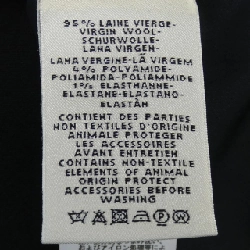 95% LAINE VIERGE-
VIRGIN WOOL-
SCHURWOLLE-
LANA VIRGEN-
LANA VERGINE-LÃ VIRGEM
4% POLYAMIDE-
POLIAMIDA-POLIAMMIDE
1% ELASTHANNE-
ELASTANE-ELASTANO-
ELASTAN
CONTIENT DES PARTIES
NON TEXTILES D'ORIGINE
ANIMALE PROTEGER
LES ACCESSOIRES
AVANT ENTRETIEN
CONTAINS NON-TEXTILE
ELEMENTS OF ANIMAL
ORIGIN PROTECT
ACCESSORIES BEFORE
WASHING